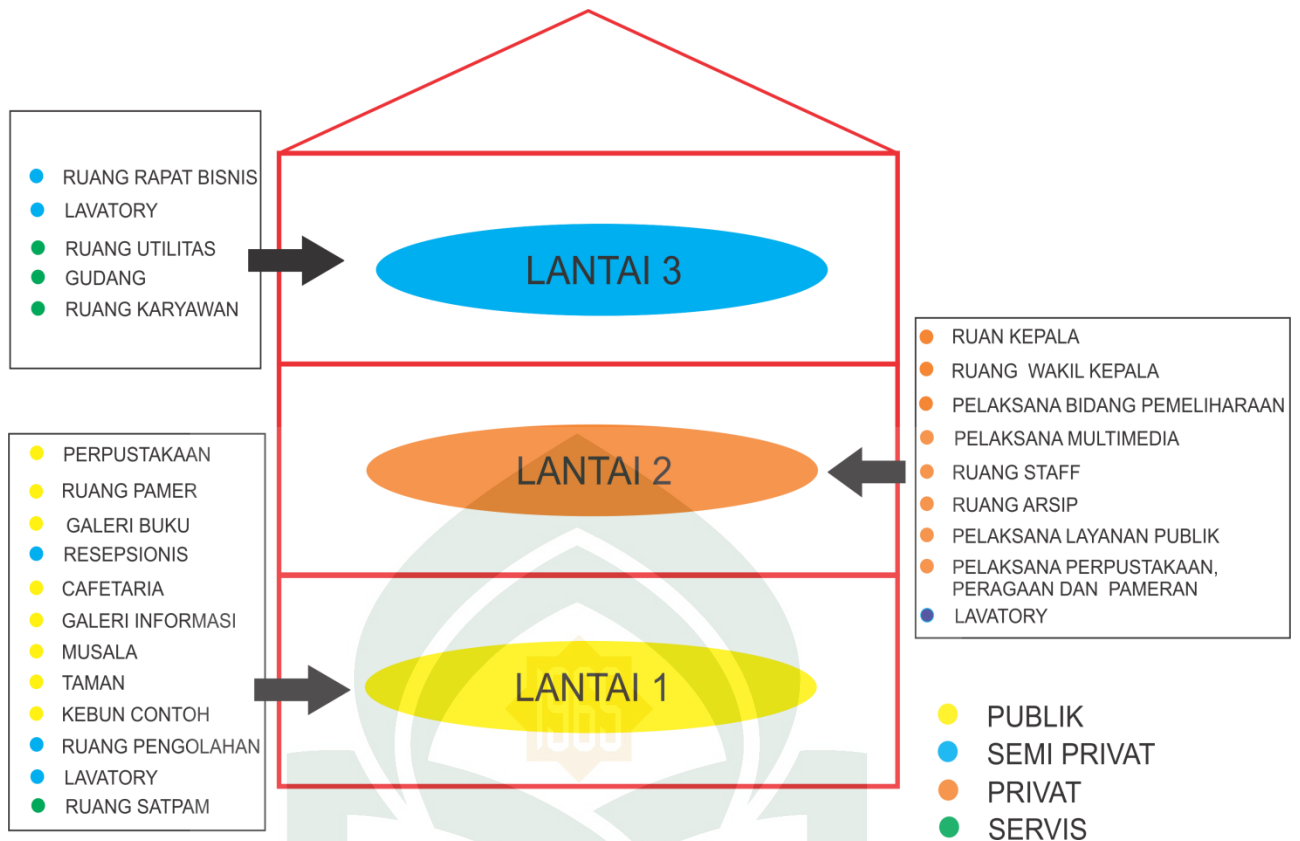 RUANG RAPAT BISNIS
LAVATORY
RUANG UTILITAS
GUDANG
RUANG KARYAWAN
LANTAI 3
RUAN KEPALA
RUANG WAKIL KEPALA
PELAKSANA BIDANG PEMELIHARAAN
PELAKSANA MULTIMEDIA
RUANG STAFF
RUANG ARSIP
PELAKSANA LAYANAN PUBLIK
PELAKSANA PERPUSTAKAAN,
PERAGAAN DAN PAMERAN
LAVATORY
LANTAI 2
PERPUSTAKAAN
RUANG PAMER
GALERI BUKU
RESEPSIONIS
CAFETARIA
GALERI INFORMASI
MUSALA
TAMAN
KEBUN CONTOH
RUANG PENGOLAHAN
LAVATORY
RUANG SATPAM
LANTAI 1
1965
PUBLIK
SEMI PRIVAT
PRIVAT
SERVIS